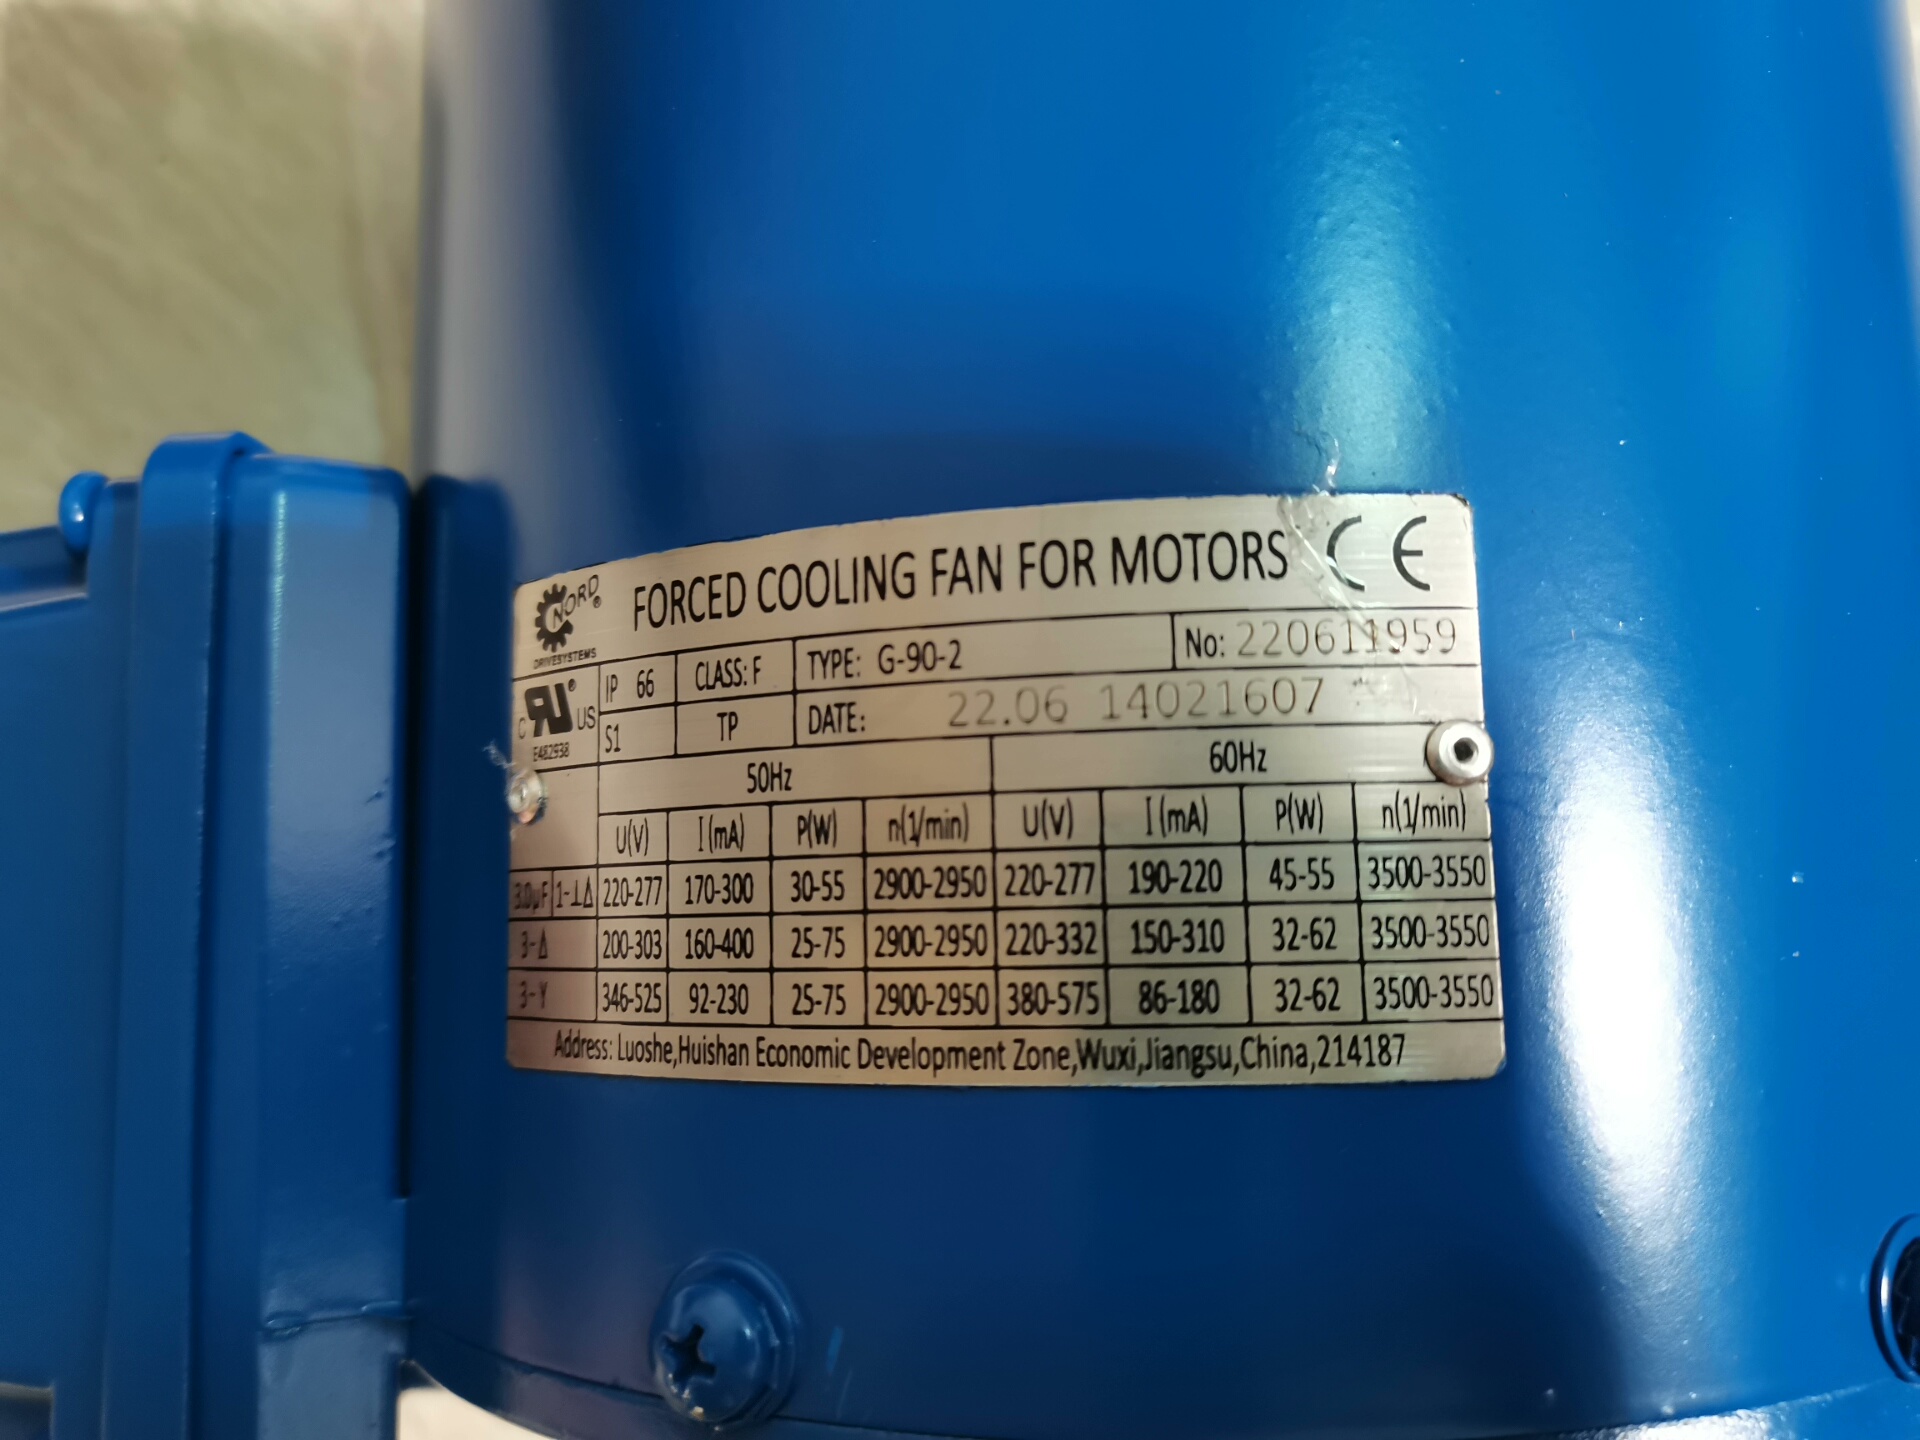 NORD®
DRIVESYSTEMS
FORCED COOLING FAN FOR MOTORS CE
C RU® US
E482938
IP 66 CLASS: F TYPE: G-90-2 No: 220611959
S1 TP DATE: 22.06 14021607
50Hz 60Hz
U(V) I(mA) P(W) n(1/min) U(V) I(mA) P(W) n(1/min)
3.0μF 1~⊥Δ 220-277 170-300 30-55 2900-2950 220-277 190-220 45-55 3500-3550
3~Δ 200-303 160-400 25-75 2900-2950 220-332 150-310 32-62 3500-3550
3~Y 346-525 92-230 25-75 2900-2950 380-575 86-180 32-62 3500-3550
Address: Luoshe,Huishan Economic Development Zone,Wuxi,Jiangsu,China,214187